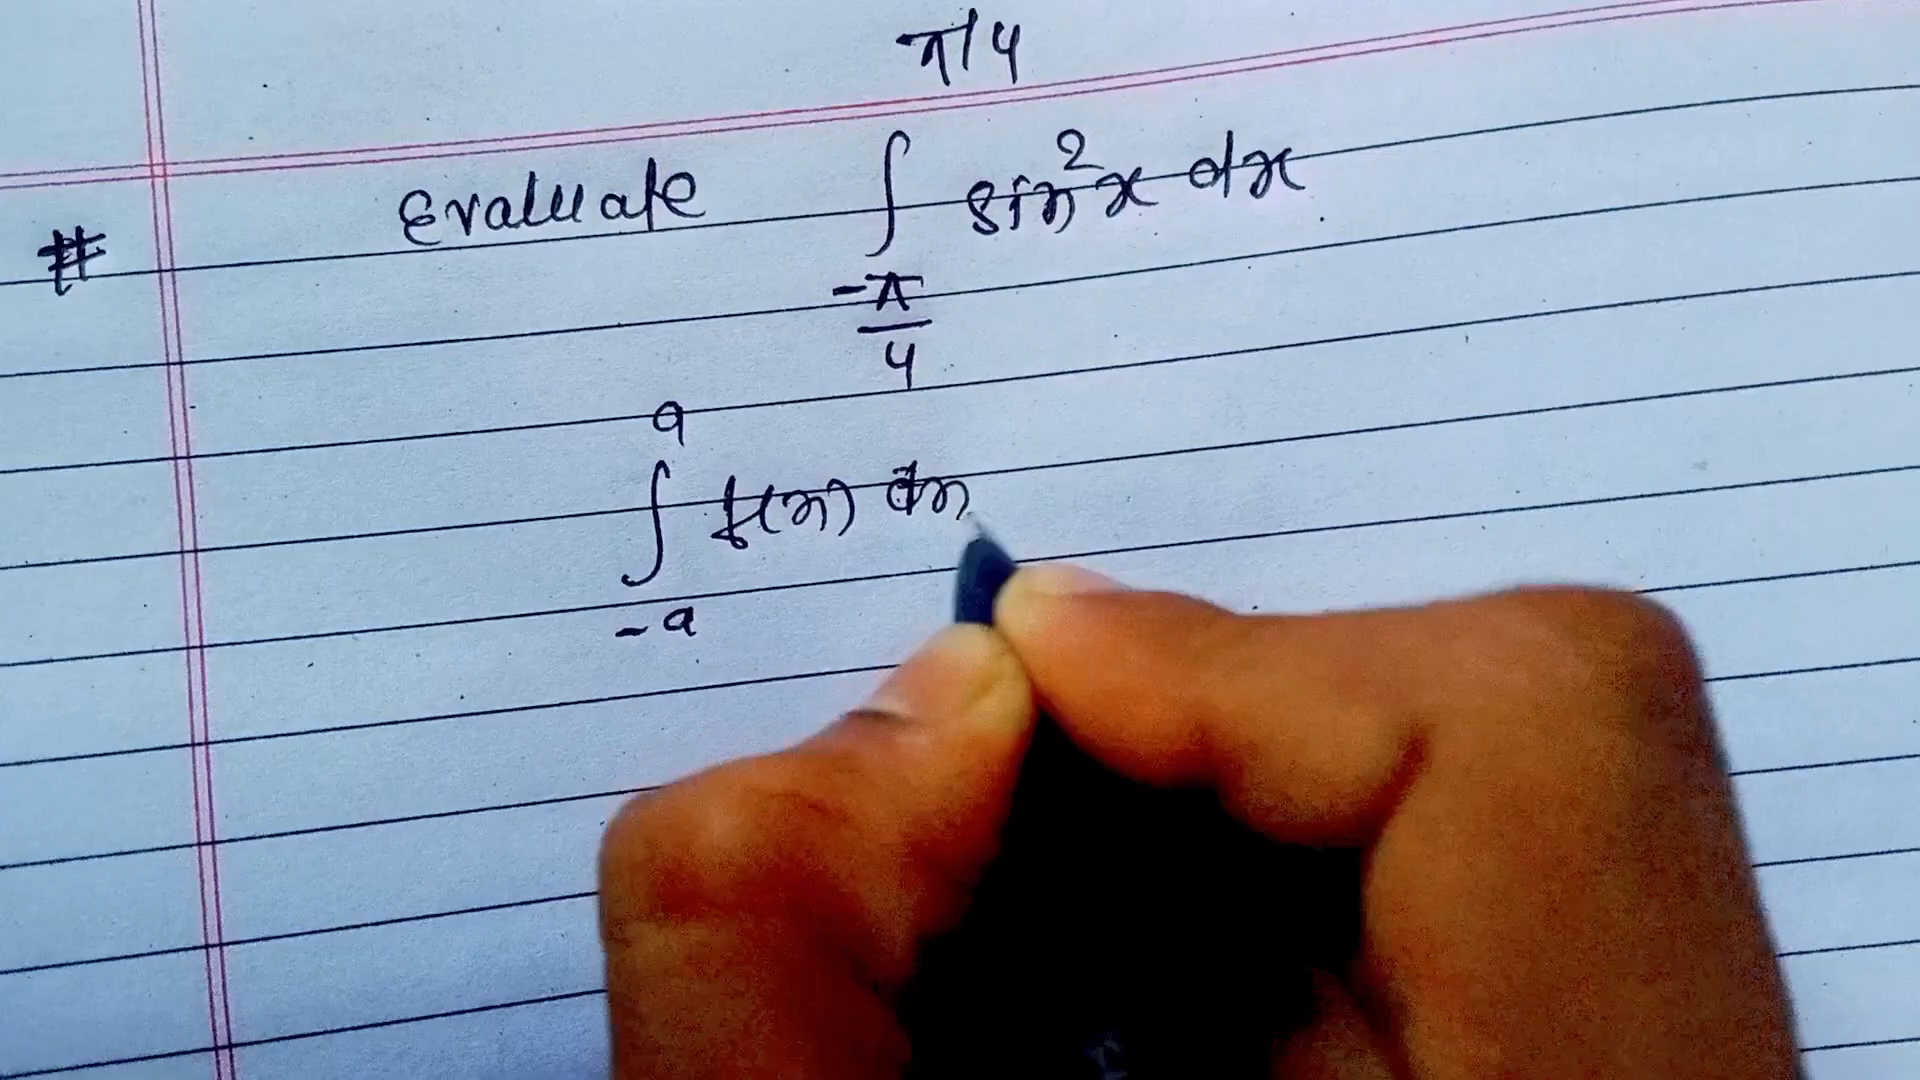 # Evaluate ∫_{-π/4}^{π/4} sin²x dx
∫_{-a}^{a} f(x) dx